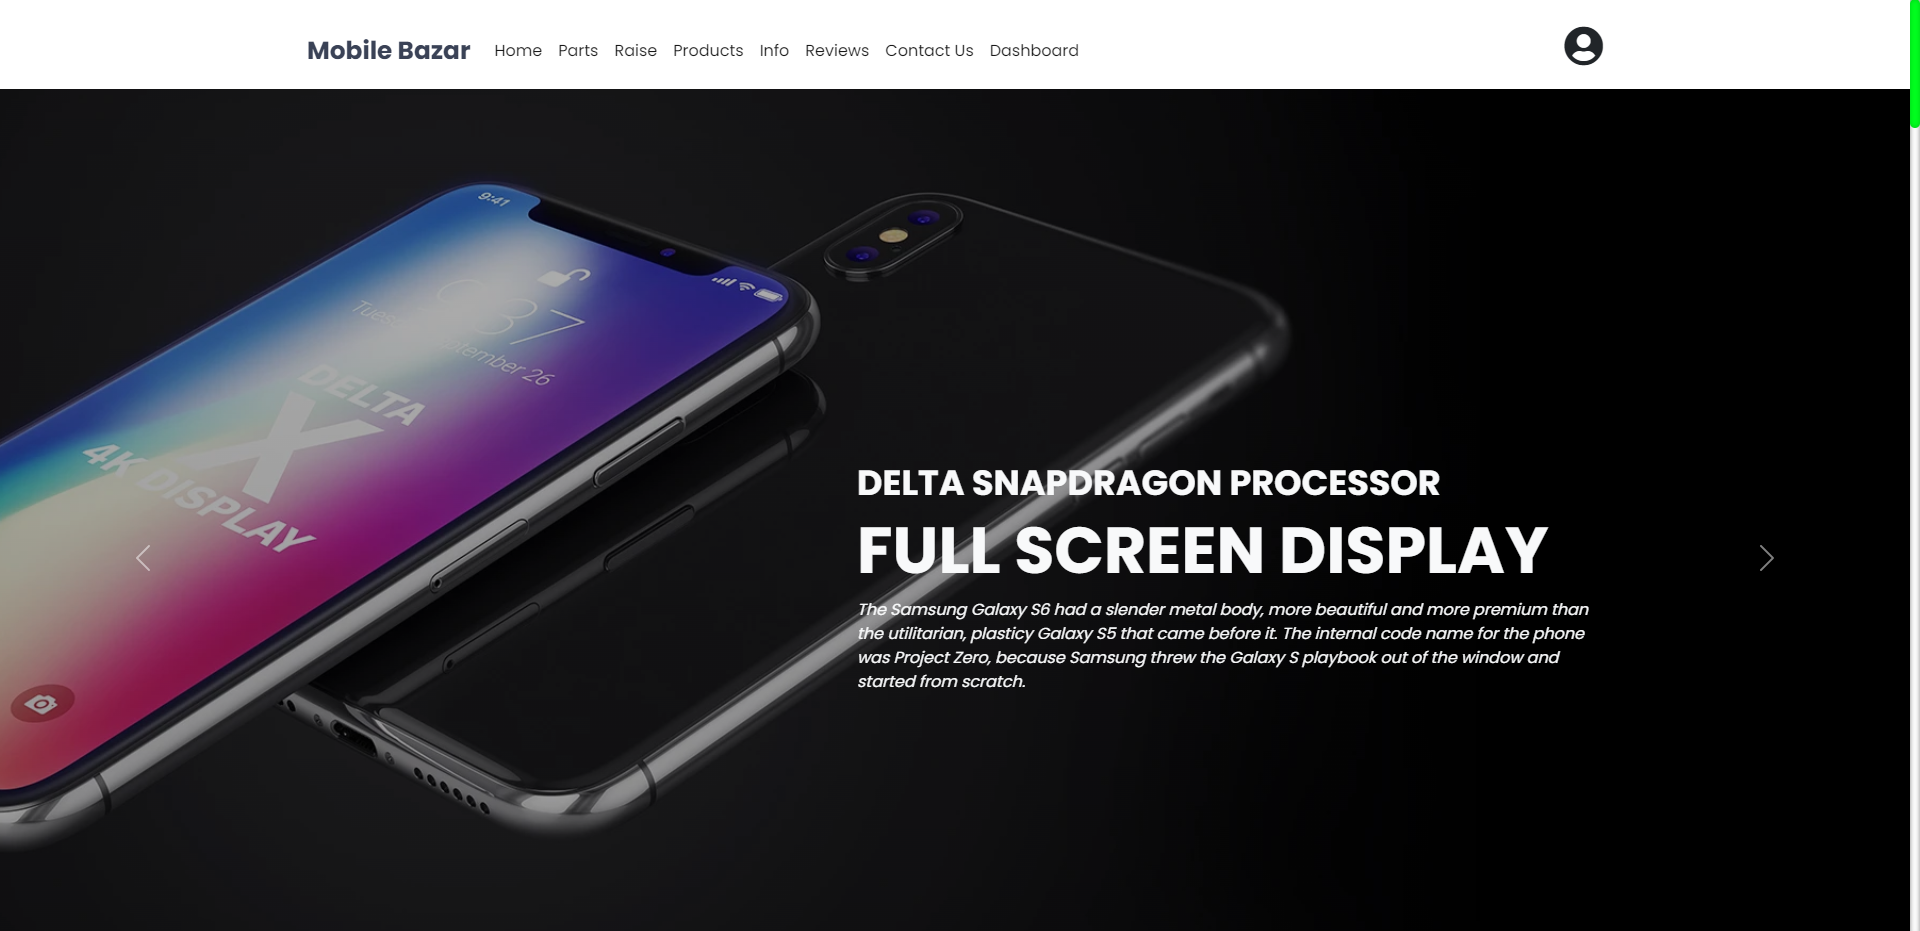 Mobile Bazar Home Parts Raise Products Info Reviews Contact Us Dashboard
9:41
9:37
Tuesday, September 26
DELTA
X
4K DISPLAY
DELTA SNAPDRAGON PROCESSOR
FULL SCREEN DISPLAY
The Samsung Galaxy S6 had a slender metal body, more beautiful and more premium than
the utilitarian, plasticy Galaxy S5 that came before it. The internal code name for the phone
was Project Zero, because Samsung threw the Galaxy S playbook out of the window and
started from scratch.